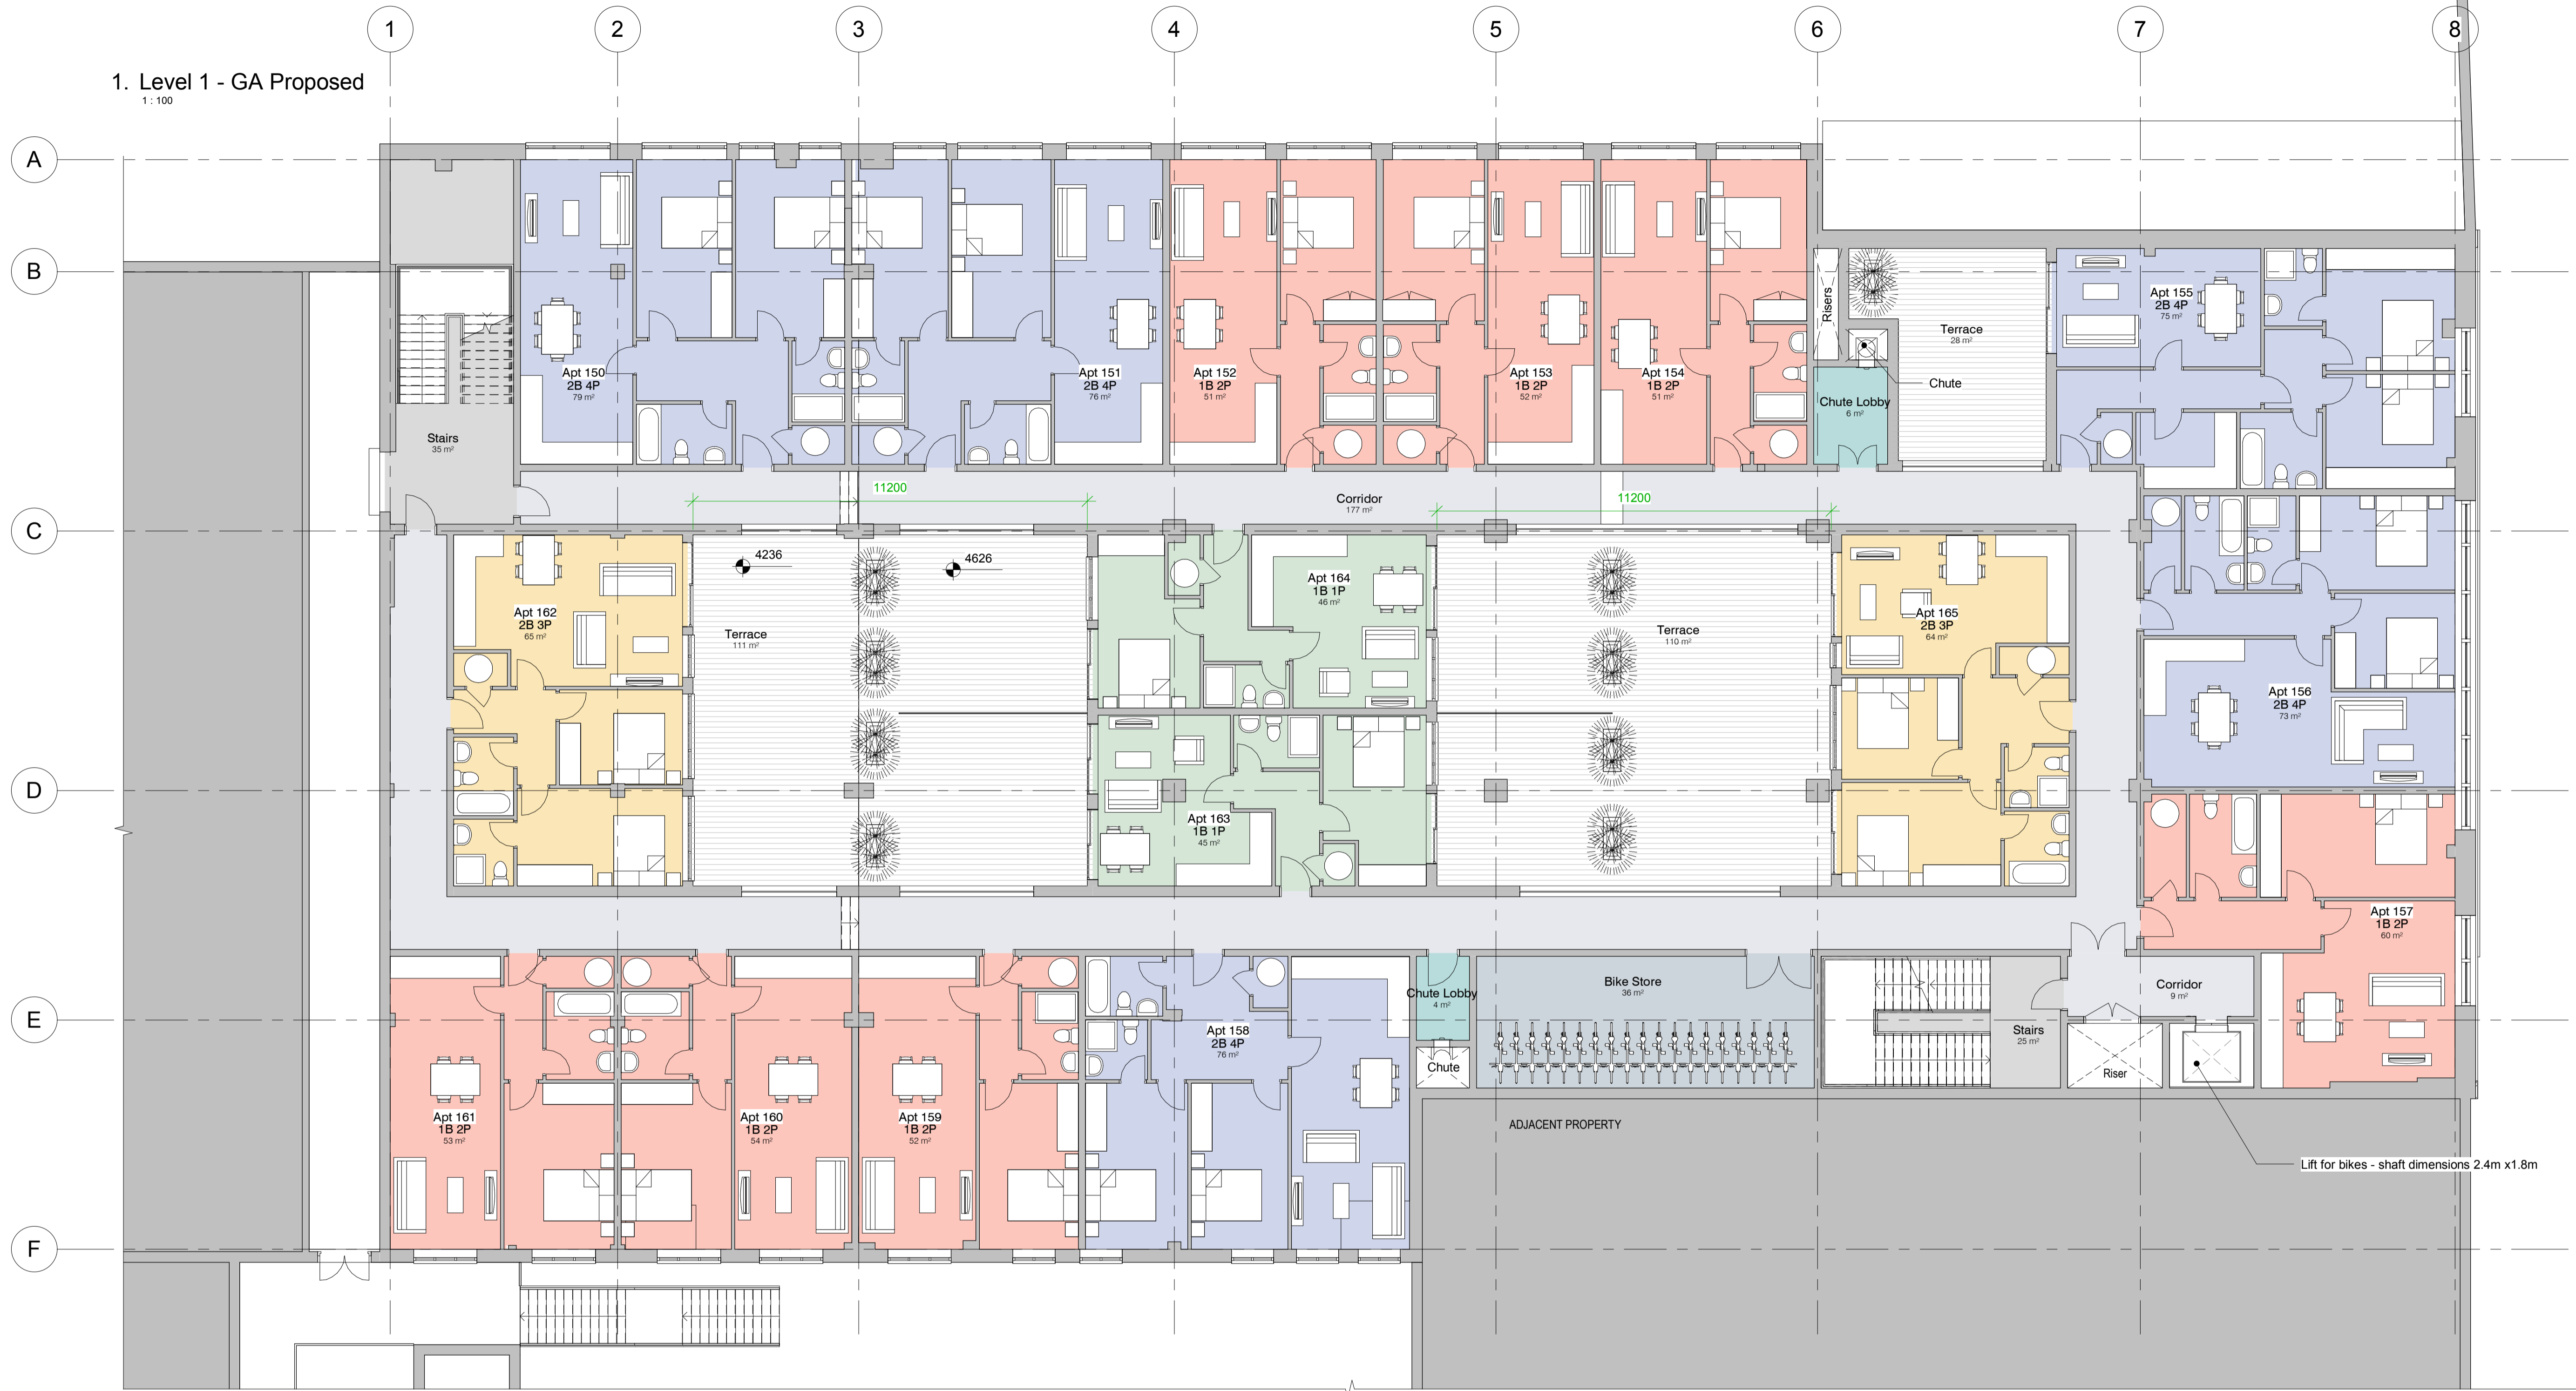 1
2
3
4
5
6
7
8
1. Level 1 - GA Proposed
1 : 100
A
B
C
D
E
F
Apt 150
2B 4P
79 m²
Apt 151
2B 4P
76 m²
Apt 152
1B 2P
51 m²
Apt 153
1B 2P
52 m²
Apt 154
1B 2P
51 m²
Risers
Chute Lobby
6 m²
Chute
Terrace
28 m²
Apt 155
2B 4P
75 m²
Stairs
35 m²
11200
Corridor
177 m²
11200
Apt 162
2B 3P
65 m²
4236
4626
Terrace
111 m²
Apt 164
1B 1P
46 m²
Terrace
110 m²
Apt 165
2B 3P
64 m²
Apt 156
2B 4P
73 m²
Apt 163
1B 1P
45 m²
Apt 157
1B 2P
60 m²
Apt 161
1B 2P
53 m²
Apt 160
1B 2P
54 m²
Apt 159
1B 2P
52 m²
Apt 158
2B 4P
76 m²
Chute Lobby
4 m²
Chute
Bike Store
36 m²
Stairs
25 m²
Corridor
9 m²
Riser
ADJACENT PROPERTY
Lift for bikes - shaft dimensions 2.4m x1.8m